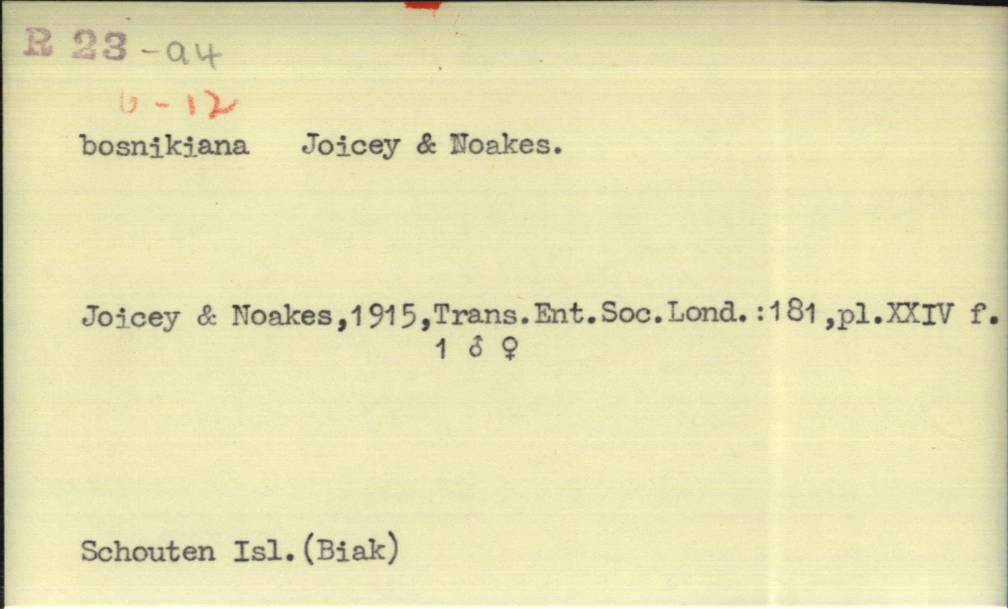 R 23 -a4
- 12
bosnikiana Joicey & Noakes.
Joicey & Noakes,1915,Trans.Ent.Soc.Lond.:181,pl.XXIV f.
1 ♂ ♀
Schouten Isl.(Biak)